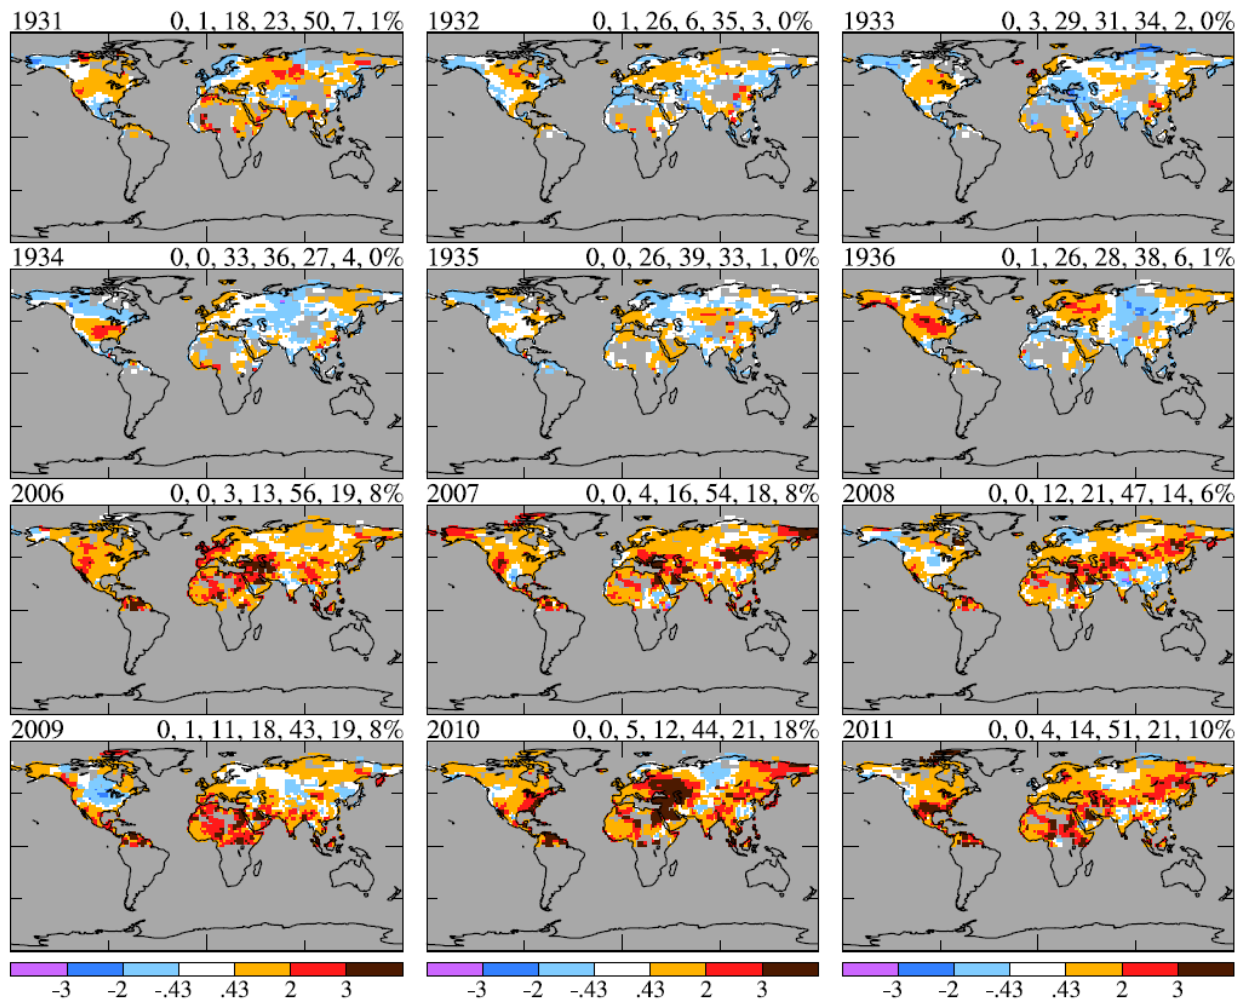 1931 0, 1, 18, 23, 50, 7, 1%
1932 0, 1, 26, 6, 35, 3, 0%
1933 0, 3, 29, 31, 34, 2, 0%
1934 0, 0, 33, 36, 27, 4, 0%
1935 0, 0, 26, 39, 33, 1, 0%
1936 0, 1, 26, 28, 38, 6, 1%
2006 0, 0, 3, 13, 56, 19, 8%
2007 0, 0, 4, 16, 54, 18, 8%
2008 0, 0, 12, 21, 47, 14, 6%
2009 0, 1, 11, 18, 43, 19, 8%
2010 0, 0, 5, 12, 44, 21, 18%
2011 0, 0, 4, 14, 51, 21, 10%
-3 -2 -.43 .43 2 3
-3 -2 -.43 .43 2 3
-3 -2 -.43 .43 2 3